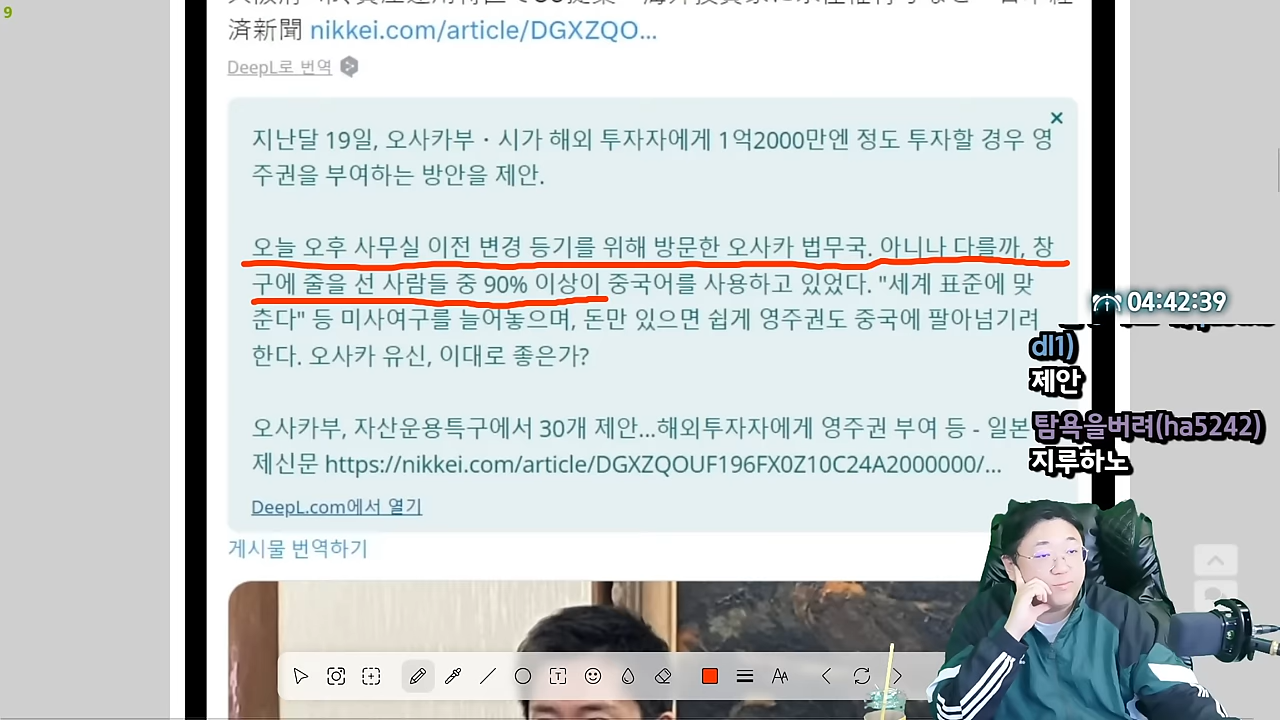 9
済新聞 nikkei.com/article/DGXZQO...
DeepL로 번역
지난달 19일, 오사카부・시가 해외 투자자에게 1억2000만엔 정도 투자할 경우 영
주권을 부여하는 방안을 제안.
오늘 오후 사무실 이전 변경 등기를 위해 방문한 오사카 법무국. 아니나 다를까, 창
구에 줄을 선 사람들 중 90% 이상이 중국어를 사용하고 있었다. "세계 표준에 맞
춘다" 등 미사여구를 늘어놓으며, 돈만 있으면 쉽게 영주권도 중국에 팔아넘기려
한다. 오사카 유신, 이대로 좋은가?
오사카부, 자산운용특구에서 30개 제안...해외투자자에게 영주권 부여 등 - 일본
제신문 https://nikkei.com/article/DGXZQOUF196FX0Z10C24A2000000/...
DeepL.com에서 열기
게시물 번역하기
04:42:39
dl1)
제안
탐욕을버려(ha5242)
지루하노